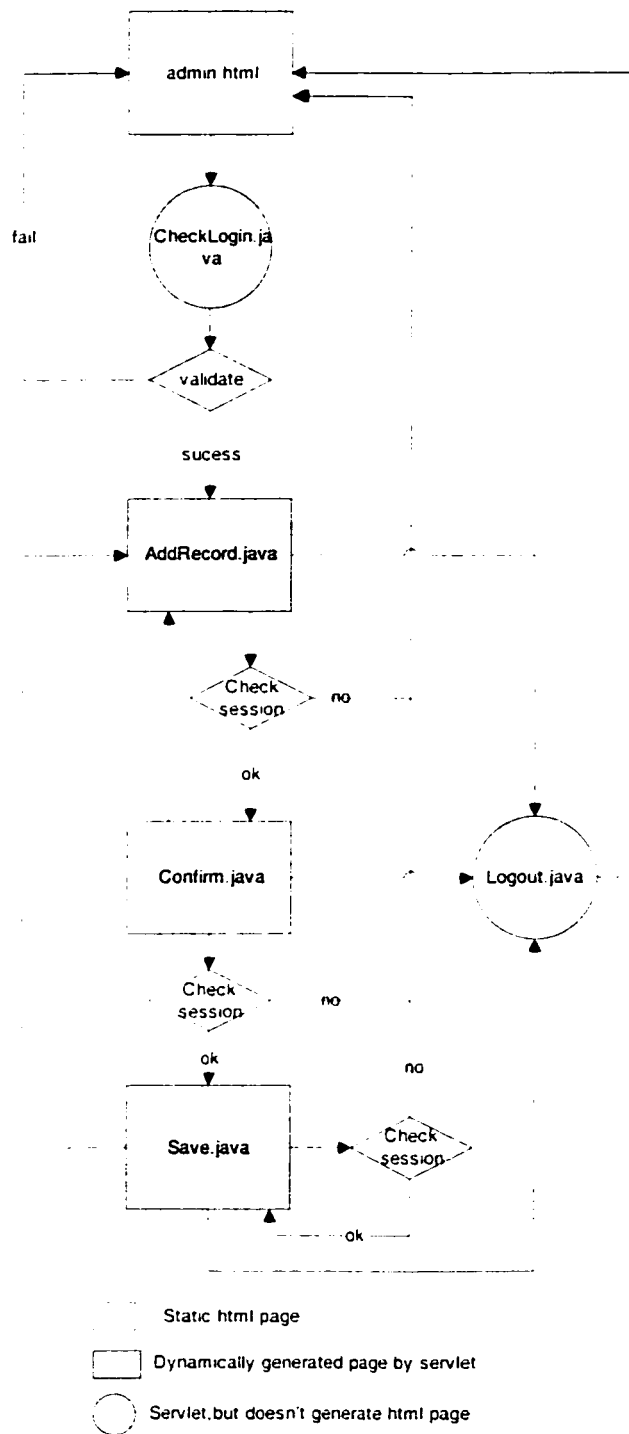 admin html
fail
CheckLogin.ja
va
validate
sucess
AddRecord.java
Check
session
no
ok
Confirm.java
Logout.java
Check
session
no
ok
no
Save.java
Check
session
ok
Static html page
Dynamically generated page by servlet
Servlet,but doesn't generate html page